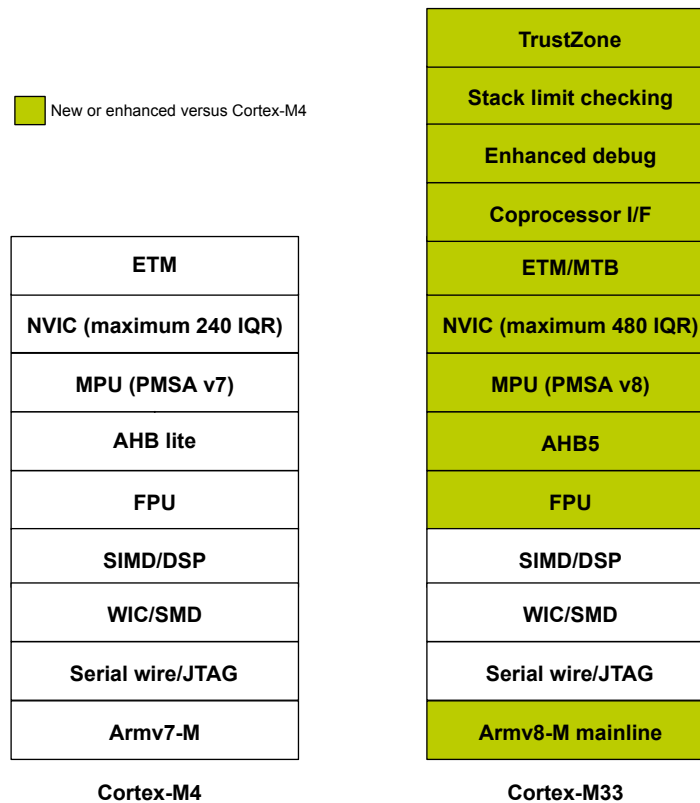 New or enhanced versus Cortex-M4
ETM
NVIC (maximum 240 IQR)
MPU (PMSA v7)
AHB lite
FPU
SIMD/DSP
WIC/SMD
Serial wire/JTAG
Armv7-M
Cortex-M4
TrustZone
Stack limit checking
Enhanced debug
Coprocessor I/F
ETM/MTB
NVIC (maximum 480 IQR)
MPU (PMSA v8)
AHB5
FPU
SIMD/DSP
WIC/SMD
Serial wire/JTAG
Armv8-M mainline
Cortex-M33